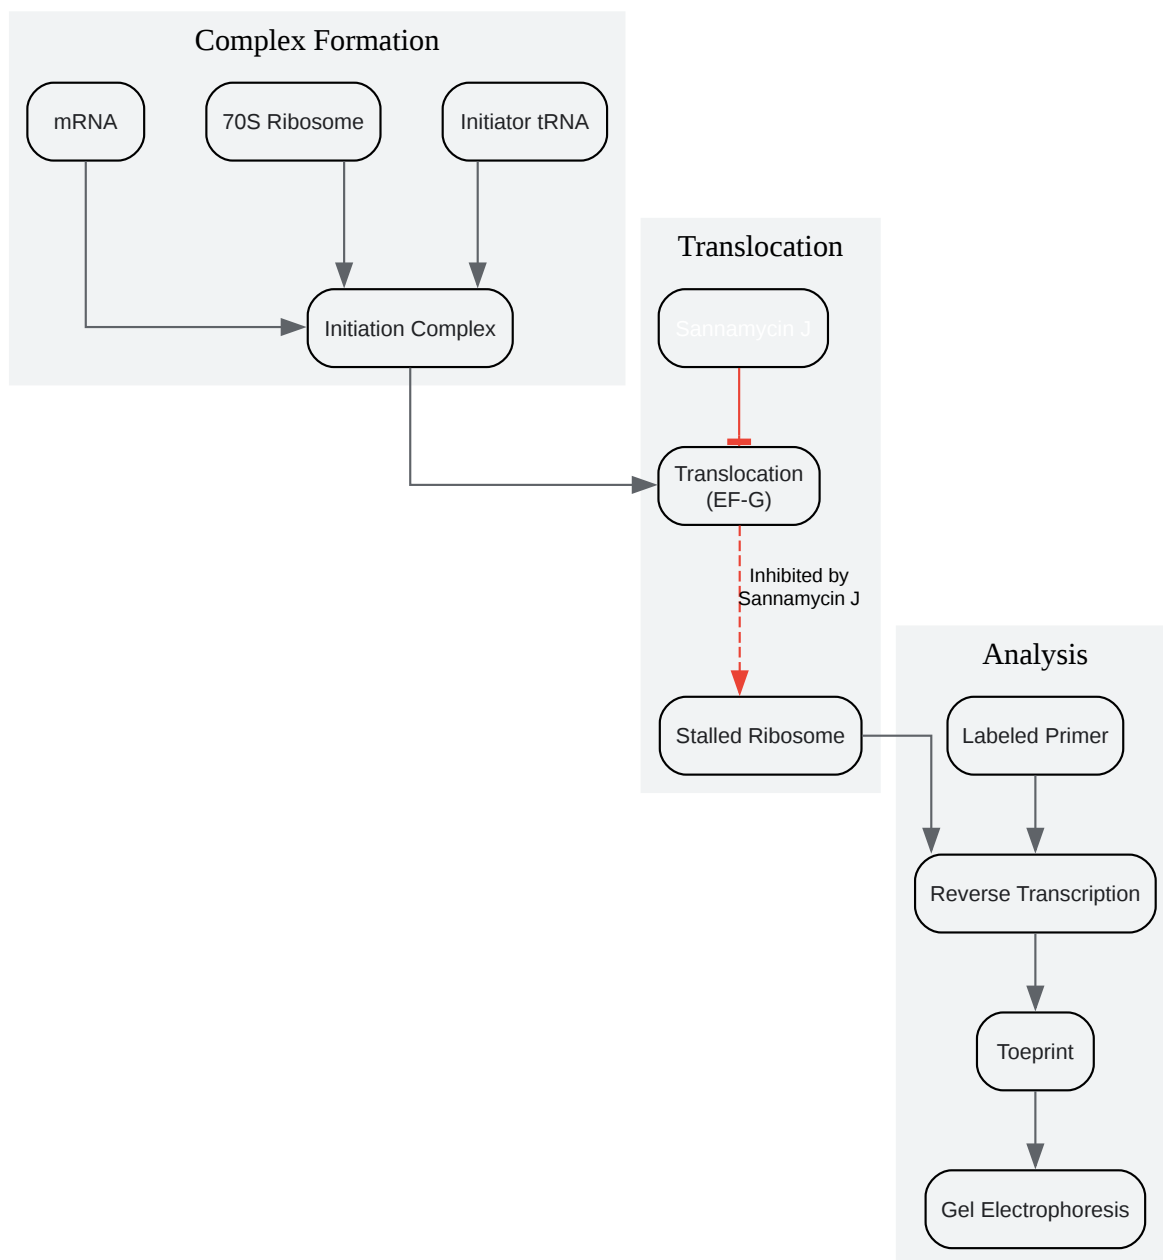 Complex Formation
mRNA
70S Ribosome
Initiator tRNA
Initiation Complex
Translocation
Sannamycin J
Translocation
(EF-G)
Inhibited by
Sannamycin J
Stalled Ribosome
Analysis
Labeled Primer
Reverse Transcription
Toeprint
Gel Electrophoresis